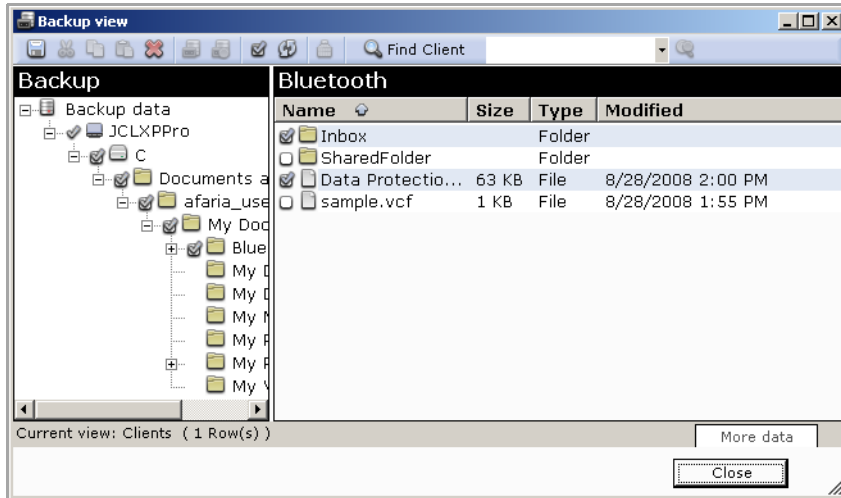 Backup view
Find Client
Backup
Bluetooth
Backup data
JCLXPPro
C
Documents a
afaria_use
My Doc
Blue
My
My
My
My
My
My
Name Size Type Modified
Inbox Folder
SharedFolder Folder
Data Protectio... 63 KB File 8/28/2008 2:00 PM
sample.vcf 1 KB File 8/28/2008 1:55 PM
Current view: Clients ( 1 Row(s) )
More data
Close